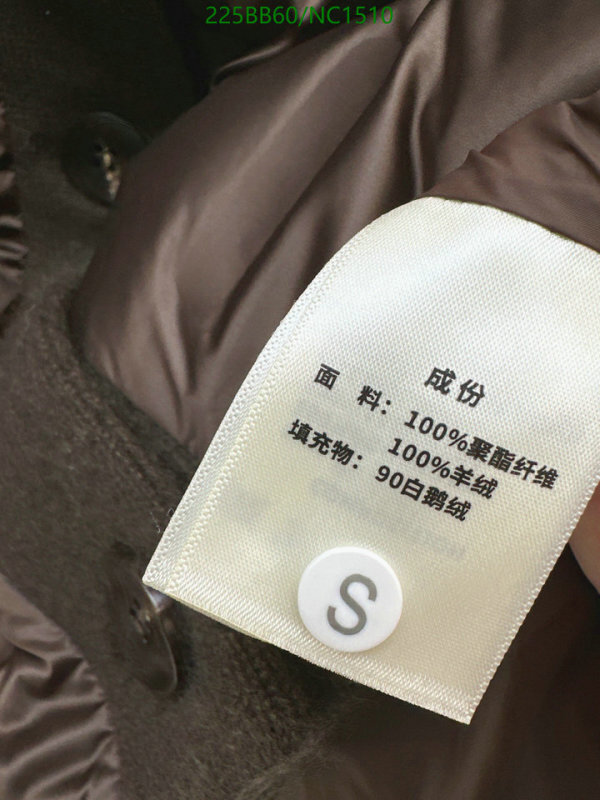 225BB60/NC1510
成份
面 料：100%聚酯纤维
100%羊绒
填充物：90白鹅绒
S